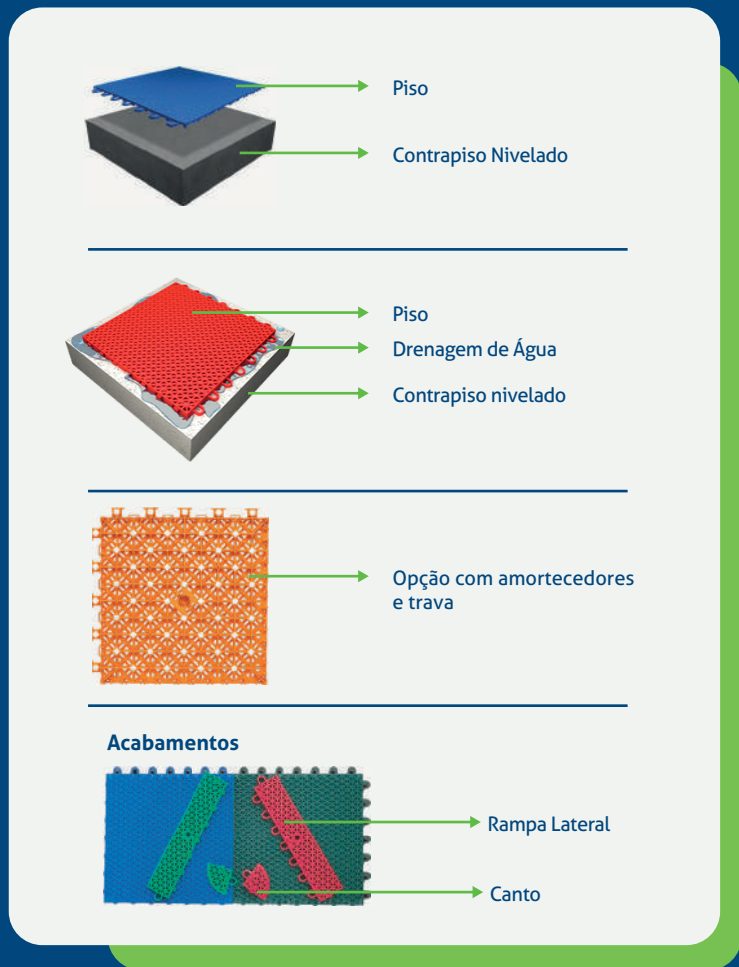 Piso
Contrapiso Nivelado
Piso
Drenagem de Água
Contrapiso nivelado
Opção com amortecedores
e trava
Acabamentos
Rampa Lateral
Canto